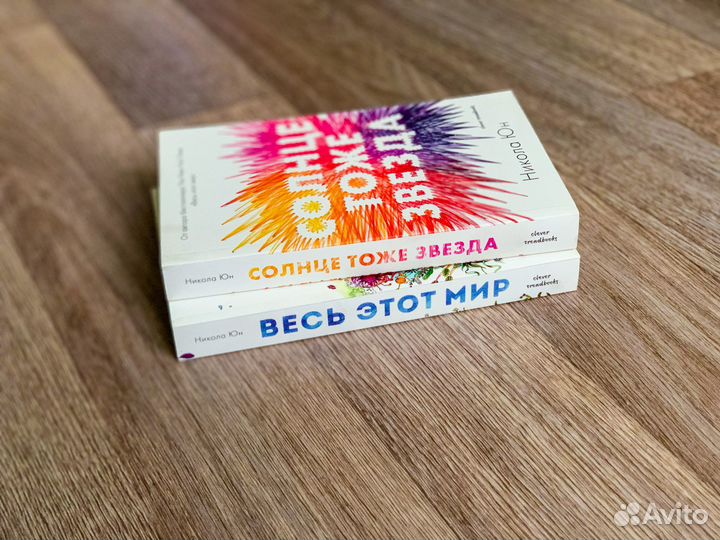 СОЛНЦЕ
ТОЖЕ
ЗВЕЗДА
Никола Юн
Никола Юн
СОЛНЦЕ ТОЖЕ ЗВЕЗДА
clever
trendbooks
Никола Юн
ВЕСЬ ЭТОТ МИР
clever
trendbooks
Avito